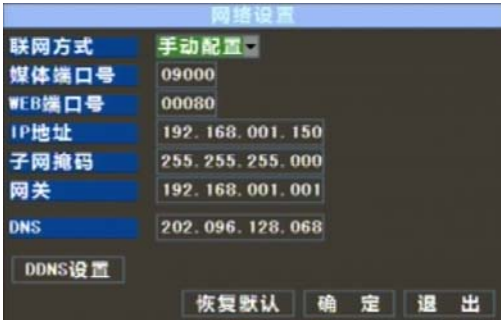 网络设置
联网方式 手动配置
媒体端口号 09000
WEB端口号 00080
IP地址 192.168.001.150
子网掩码 255.255.255.000
网关 192.168.001.001
DNS 202.096.128.068
DDNS设置
恢复默认 确 定 退 出